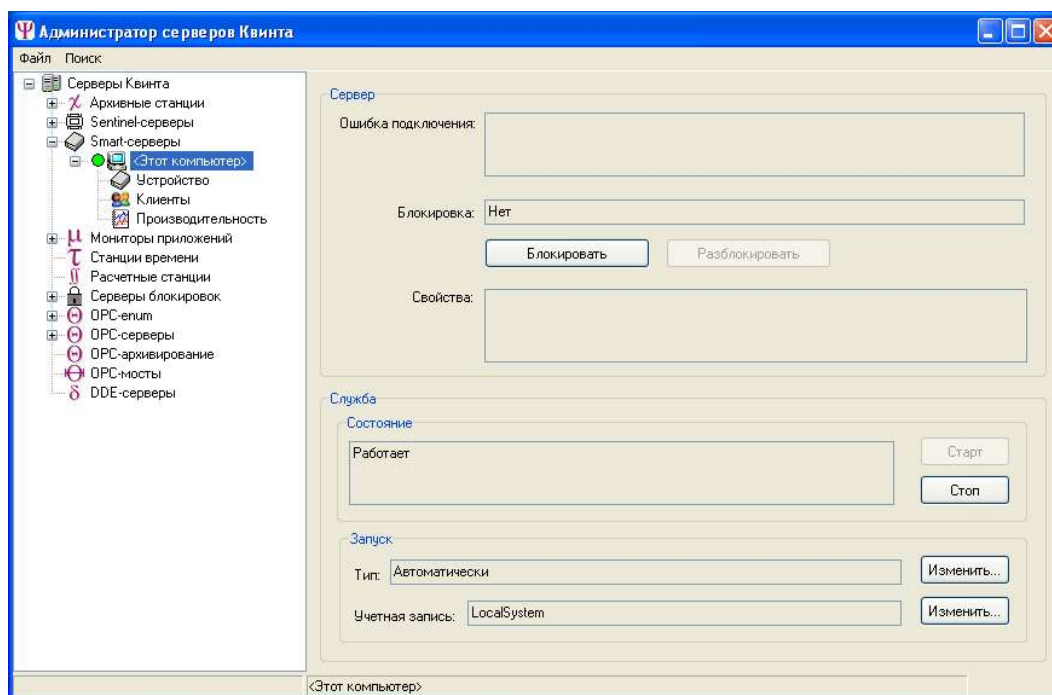 Администратор серверов Квинта
Файл Поиск
Серверы Квинта
Архивные станции
Sentinel-серверы
Smart-серверы
<Этот компьютер>
Устройство
Клиенты
Производительность
Мониторы приложений
Станции времени
Расчетные станции
Серверы блокировок
OPC-enum
OPC-серверы
OPC-архивирование
OPC-мосты
DDE-серверы
Сервер
Ошибка подключения:
Блокировка: Нет
Блокировать Разблокировать
Свойства:
Служба
Состояние
Работает
Старт
Стоп
Запуск
Тип: Автоматически Изменить...
Учетная запись: LocalSystem Изменить...
<Этот компьютер>